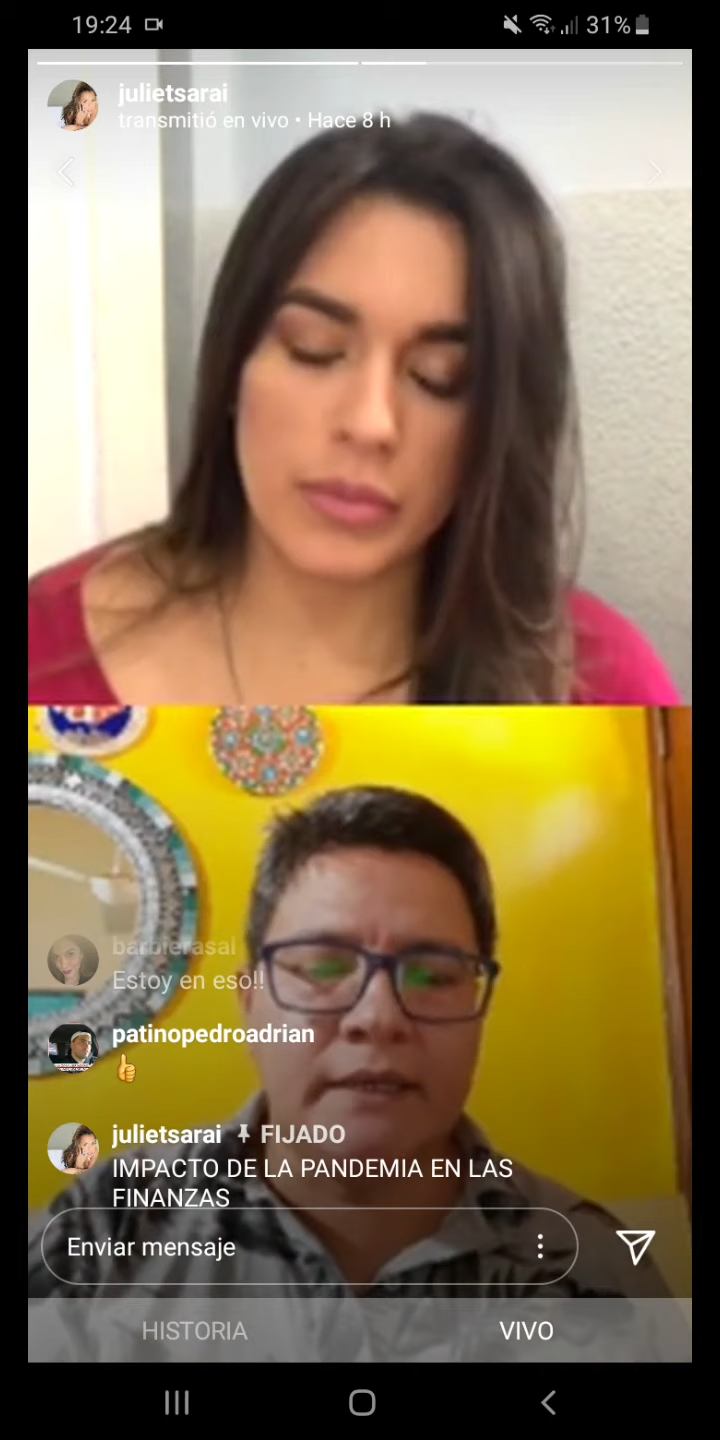 19:24
31%
julietsarai
transmitió en vivo • Hace 8 h
barbierasal
Estoy en eso!!
patinopedroadrian
👍
julietsarai FIJADO
IMPACTO DE LA PANDEMIA EN LAS
FINANZAS
Enviar mensaje
HISTORIA
VIVO